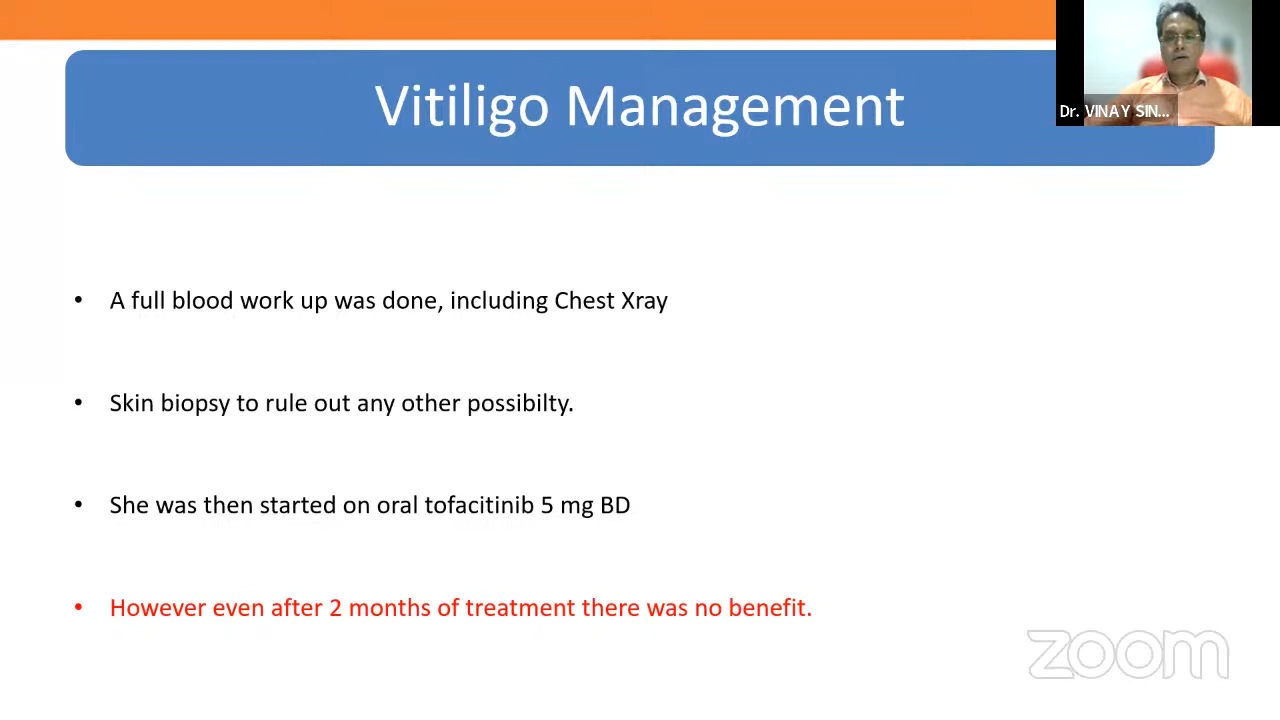 Vitiligo Management
Dr. VINAY SIN...
• A full blood work up was done, including Chest Xray
• Skin biopsy to rule out any other possibilty.
• She was then started on oral tofacitinib 5 mg BD
• However even after 2 months of treatment there was no benefit.
zoom